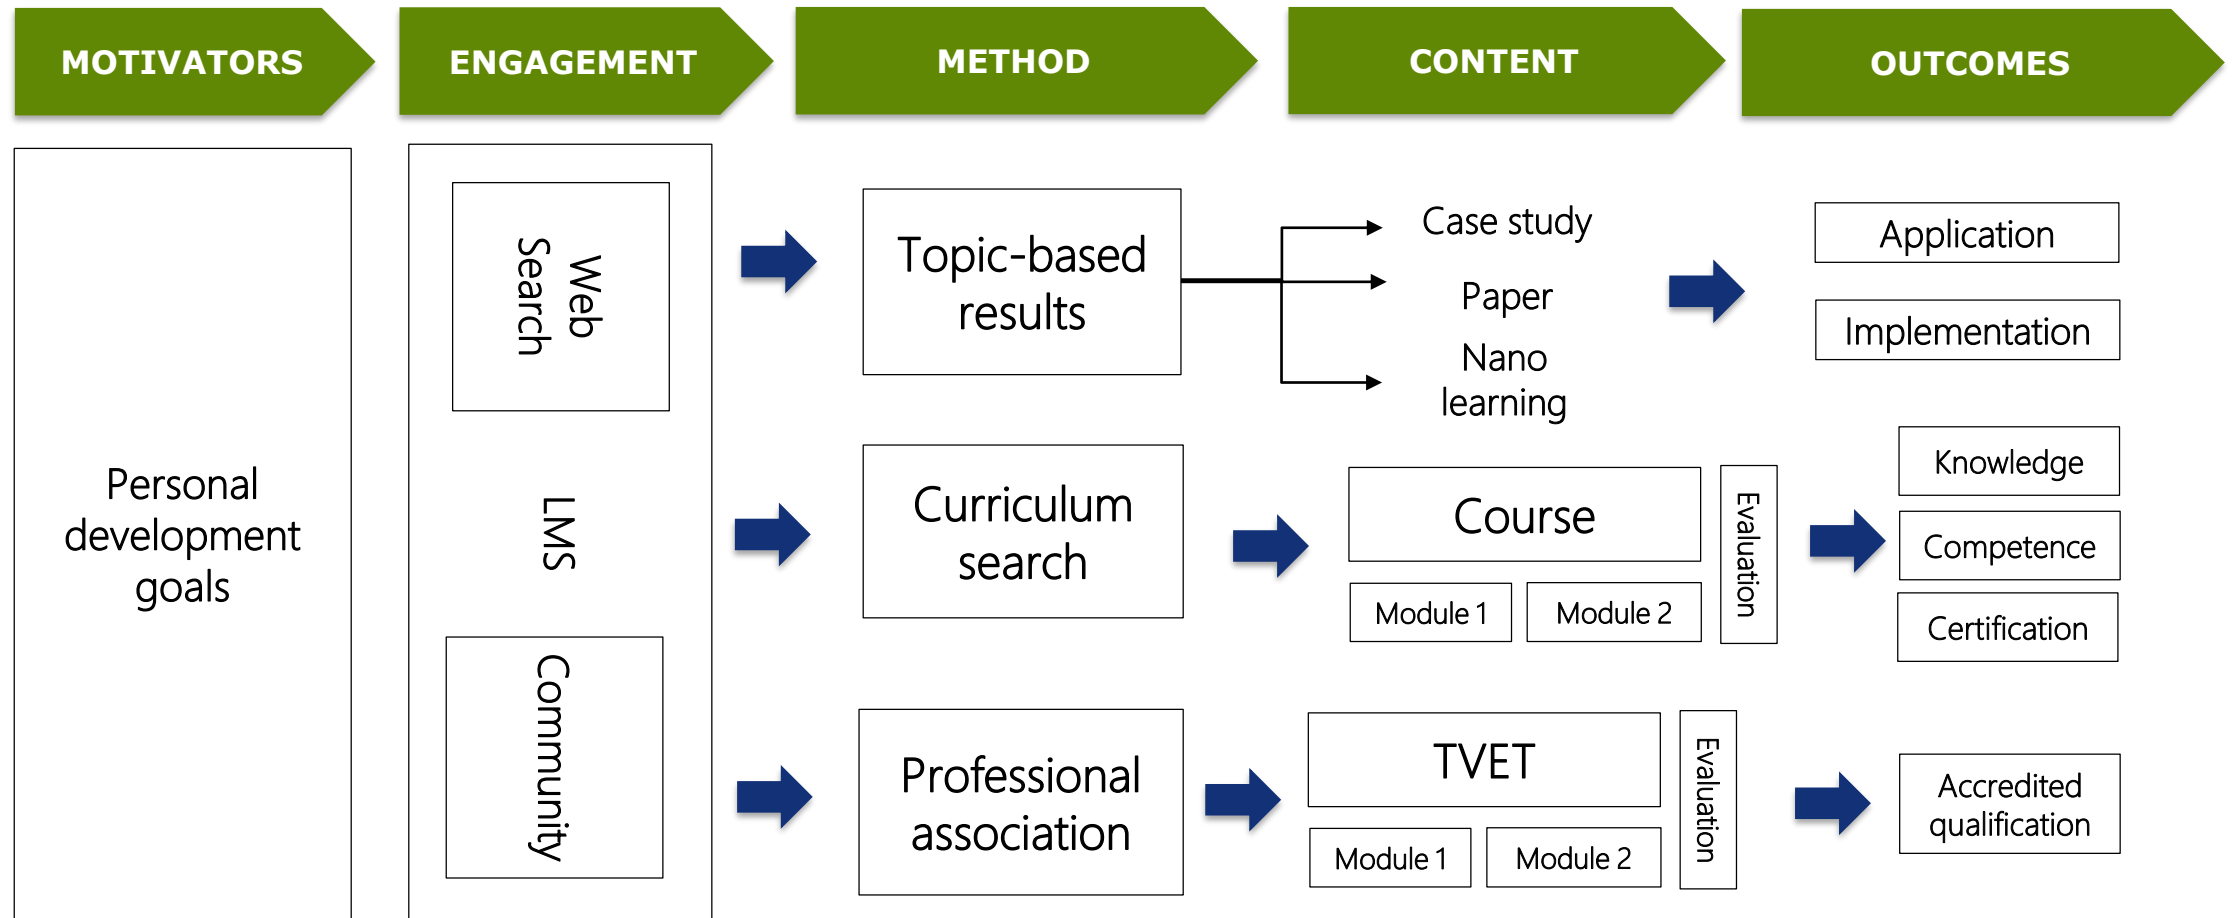 MOTIVATORS
ENGAGEMENT
METHOD
CONTENT
OUTCOMES
Personal
development
goals
Web
Search
LMS
Community
Topic-based
results
Case study
Paper
Nano
learning
Application
Implementation
Curriculum
search
Course
Module 1
Module 2
Evaluation
Knowledge
Competence
Certification
Professional
association
TVET
Module 1
Module 2
Evaluation
Accredited
qualification